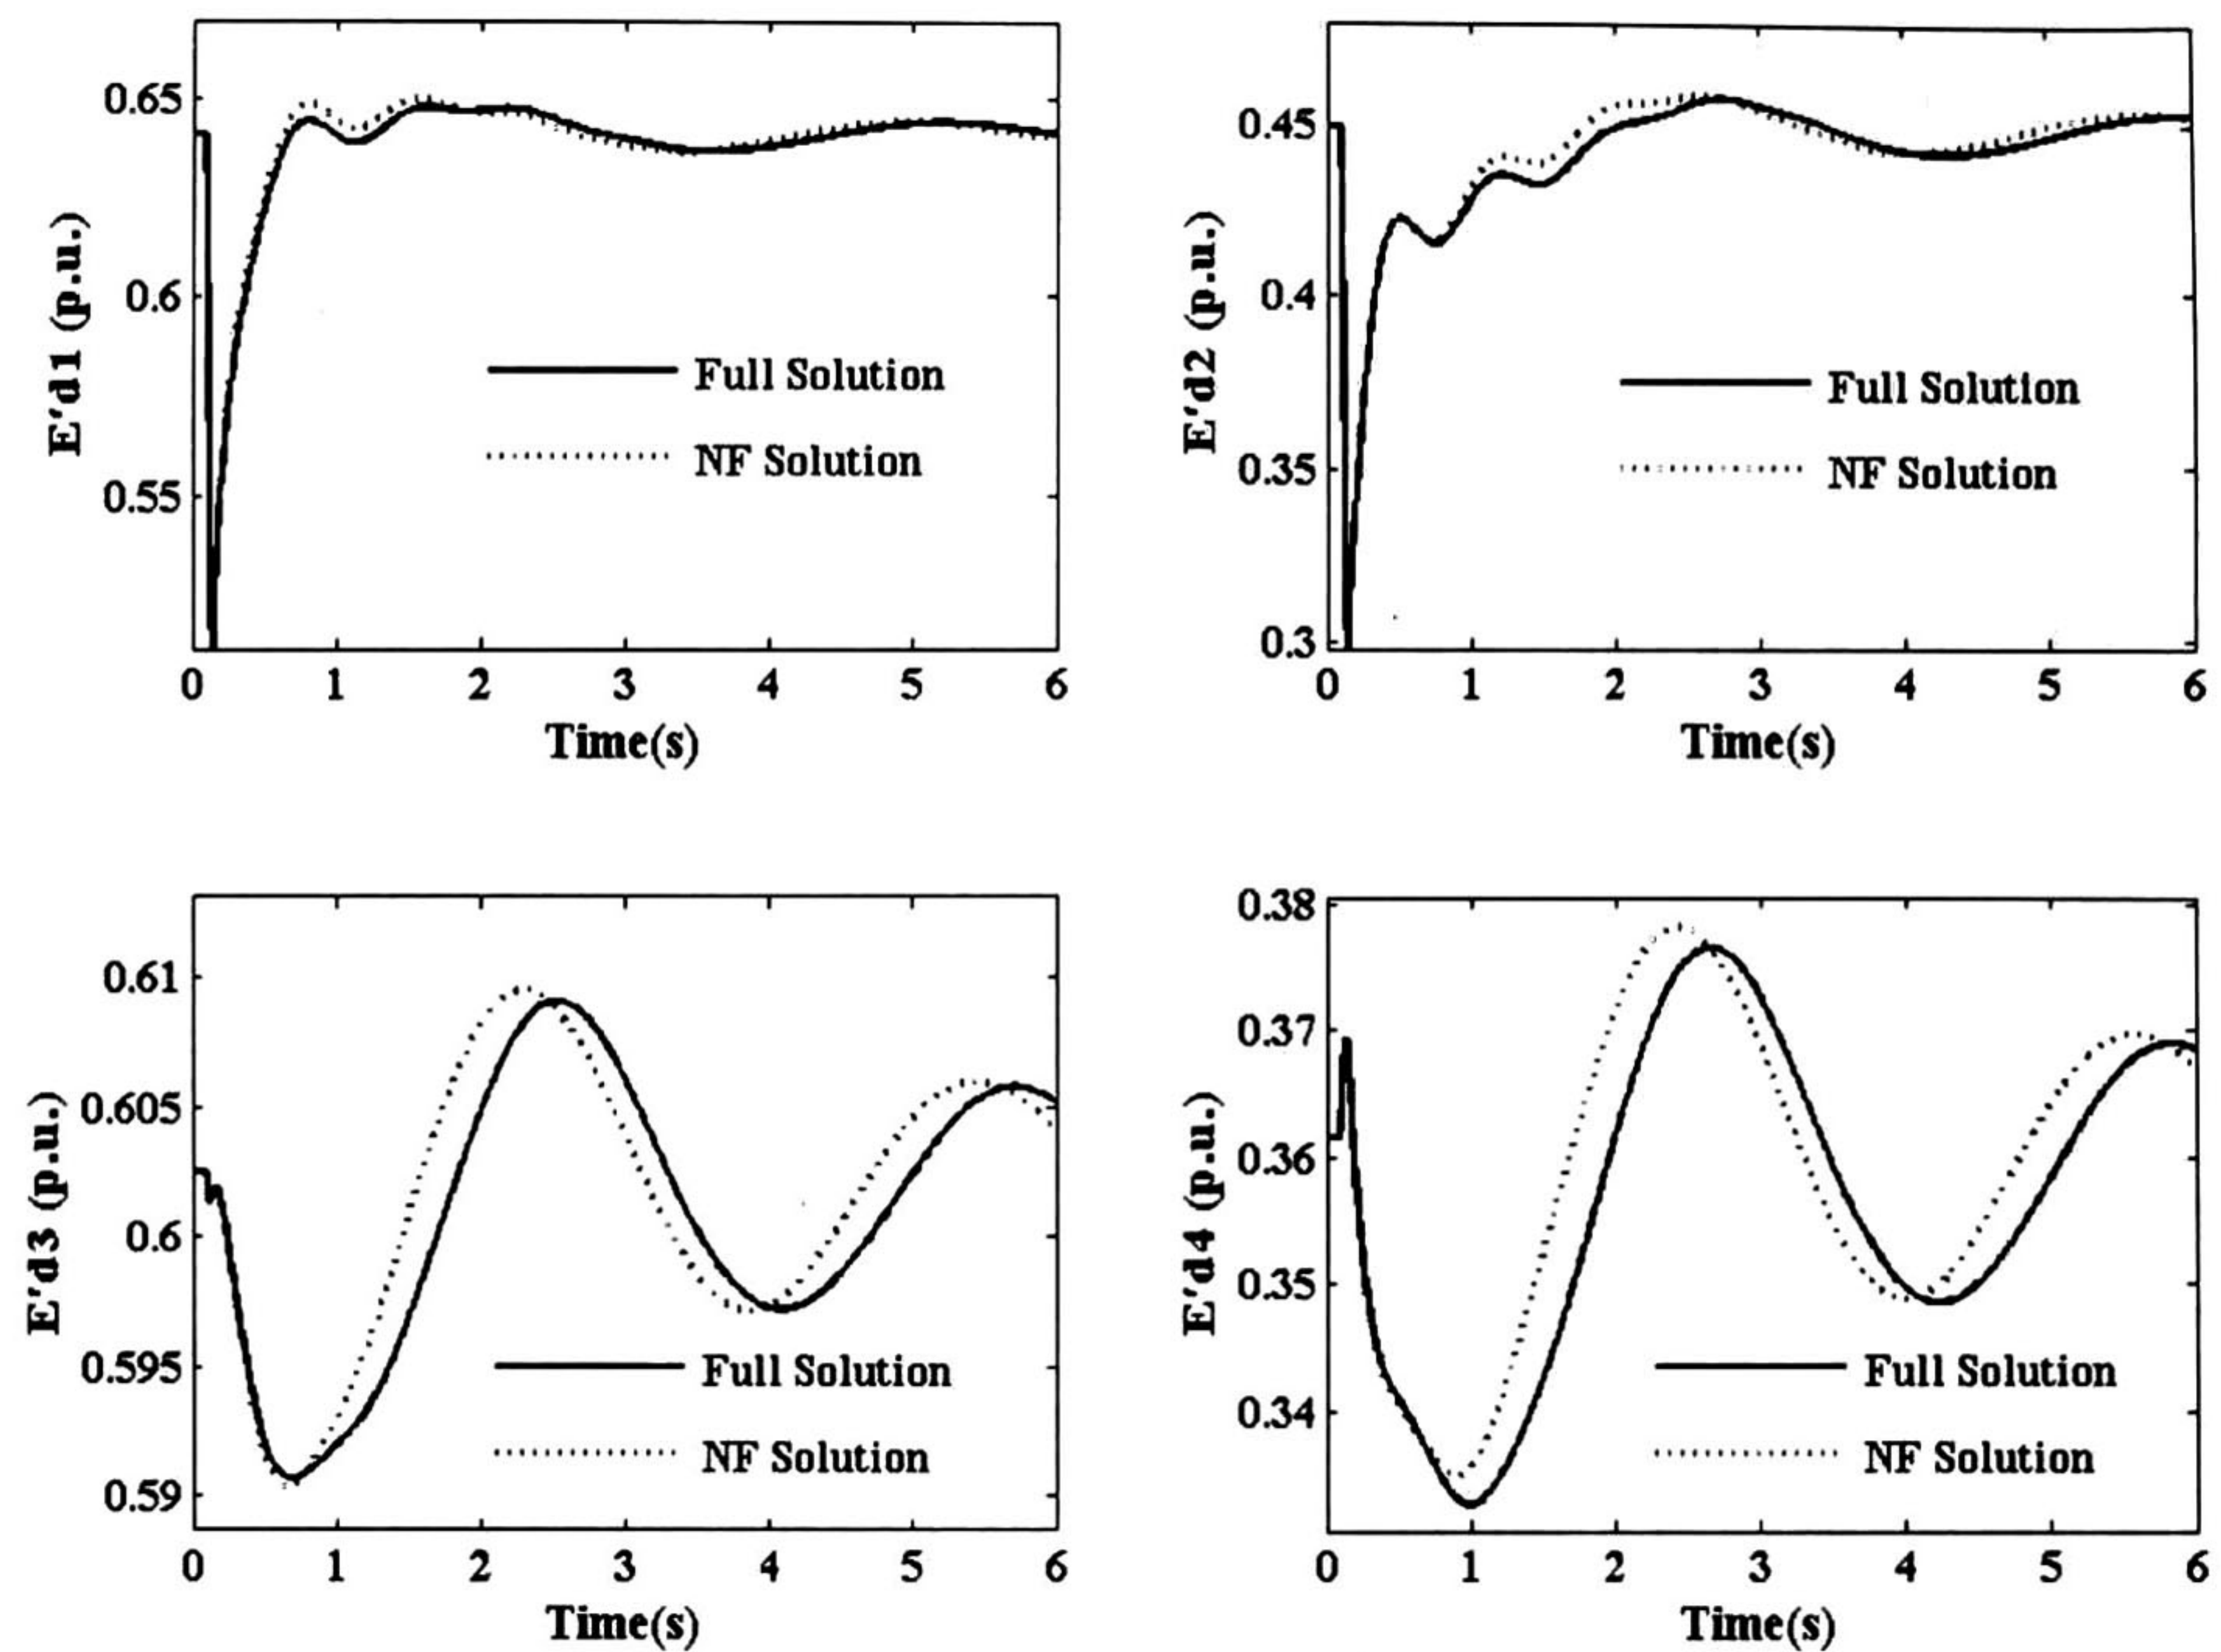 0.65
0.6
0.55
E'd1 (p.u.)
Full Solution
NF Solution
0 1 2 3 4 5 6
Time(s)
0.45
0.4
0.35
0.3
E'd2 (p.u.)
Full Solution
NF Solution
0 1 2 3 4 5 6
Time(s)
0.61
0.605
0.6
0.595
0.59
E'd3 (p.u.)
Full Solution
NF Solution
0 1 2 3 4 5 6
Time(s)
0.38
0.37
0.36
0.35
0.34
E'd4 (p.u.)
Full Solution
NF Solution
0 1 2 3 4 5 6
Time(s)